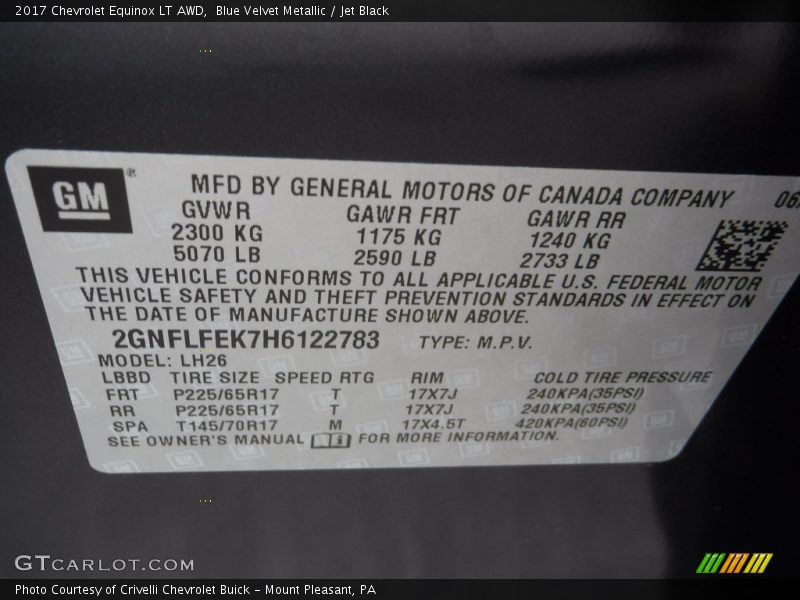 2017 Chevrolet Equinox LT AWD,  Blue Velvet Metallic / Jet Black
GM®
MFD BY GENERAL MOTORS OF CANADA COMPANY
GVWR GAWR FRT GAWR RR
2300 KG 1175 KG 1240 KG
5070 LB 2590 LB 2733 LB
THIS VEHICLE CONFORMS TO ALL APPLICABLE U.S. FEDERAL MOTOR
VEHICLE SAFETY AND THEFT PREVENTION STANDARDS IN EFFECT ON
THE DATE OF MANUFACTURE SHOWN ABOVE.
2GNFLFEK7H6122783 TYPE: M.P.V.
MODEL: LH26
LBBD TIRE SIZE SPEED RTG RIM COLD TIRE PRESSURE
FRT P225/65R17 T 17X7J 240KPA(35PSI)
RR P225/65R17 T 17X7J 240KPA(35PSI)
SPA T145/70R17 M 17X4.5T 420KPA(60PSI)
SEE OWNER'S MANUAL FOR MORE INFORMATION.
GTCARLOT.COM
Photo Courtesy of Crivelli Chevrolet Buick – Mount Pleasant, PA